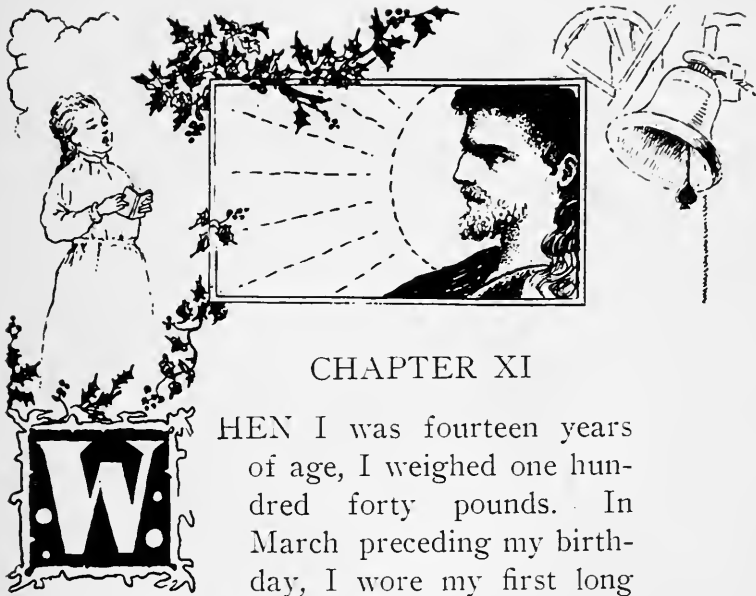 CHAPTER XI
WHEN I was fourteen years
of age, I weighed one hun-
dred forty pounds. In
March preceding my birth-
day, I wore my first long